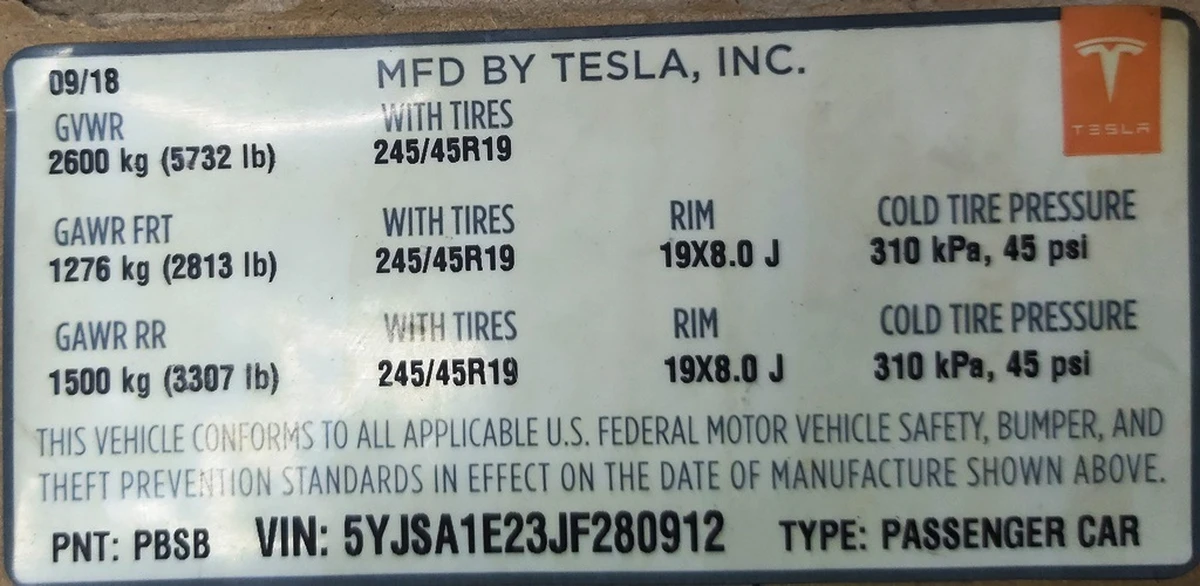 09/18 MFD BY TESLA, INC.
TESLA
GVWR WITH TIRES
2600 kg (5732 lb) 245/45R19
GAWR FRT WITH TIRES RIM COLD TIRE PRESSURE
1276 kg (2813 lb) 245/45R19 19X8.0 J 310 kPa, 45 psi
GAWR RR WITH TIRES RIM COLD TIRE PRESSURE
1500 kg (3307 lb) 245/45R19 19X8.0 J 310 kPa, 45 psi
THIS VEHICLE CONFORMS TO ALL APPLICABLE U.S. FEDERAL MOTOR VEHICLE SAFETY, BUMPER, AND
THEFT PREVENTION STANDARDS IN EFFECT ON THE DATE OF MANUFACTURE SHOWN ABOVE.
PNT: PBSB VIN: 5YJSA1E23JF280912 TYPE: PASSENGER CAR